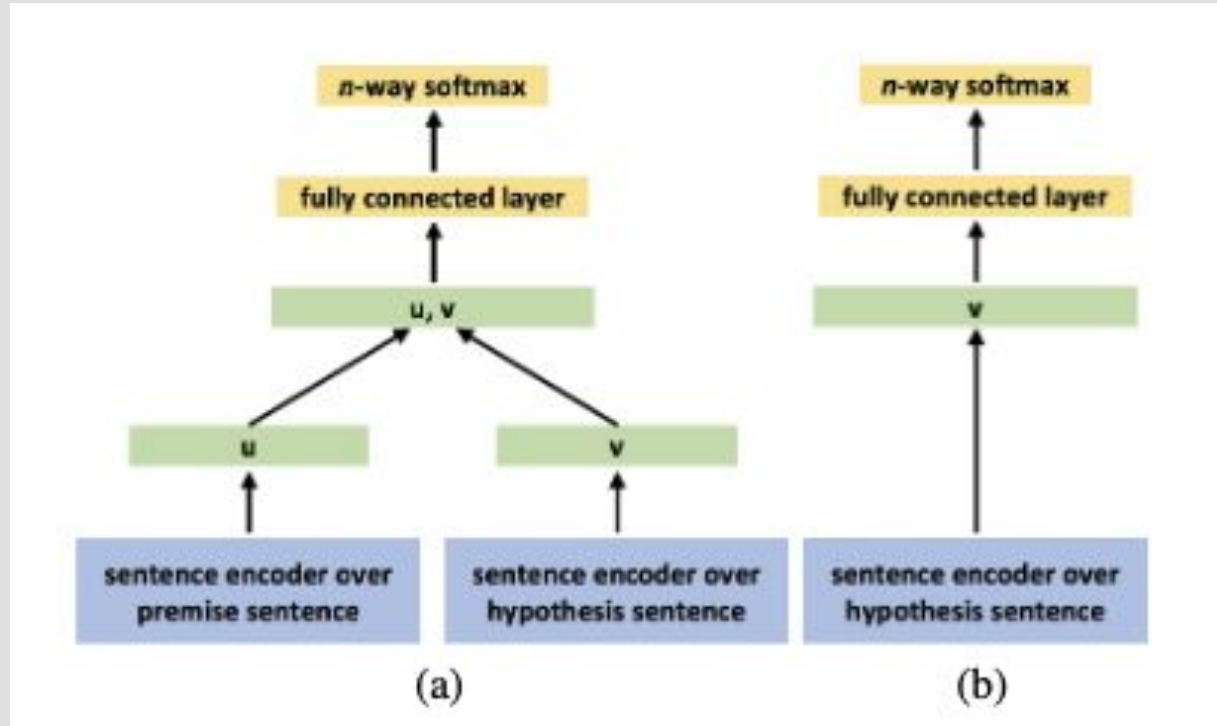 n-way softmax
fully connected layer
u, v
u
v
sentence encoder over
premise sentence
sentence encoder over
hypothesis sentence
(a)
n-way softmax
fully connected layer
v
sentence encoder over
hypothesis sentence
(b)